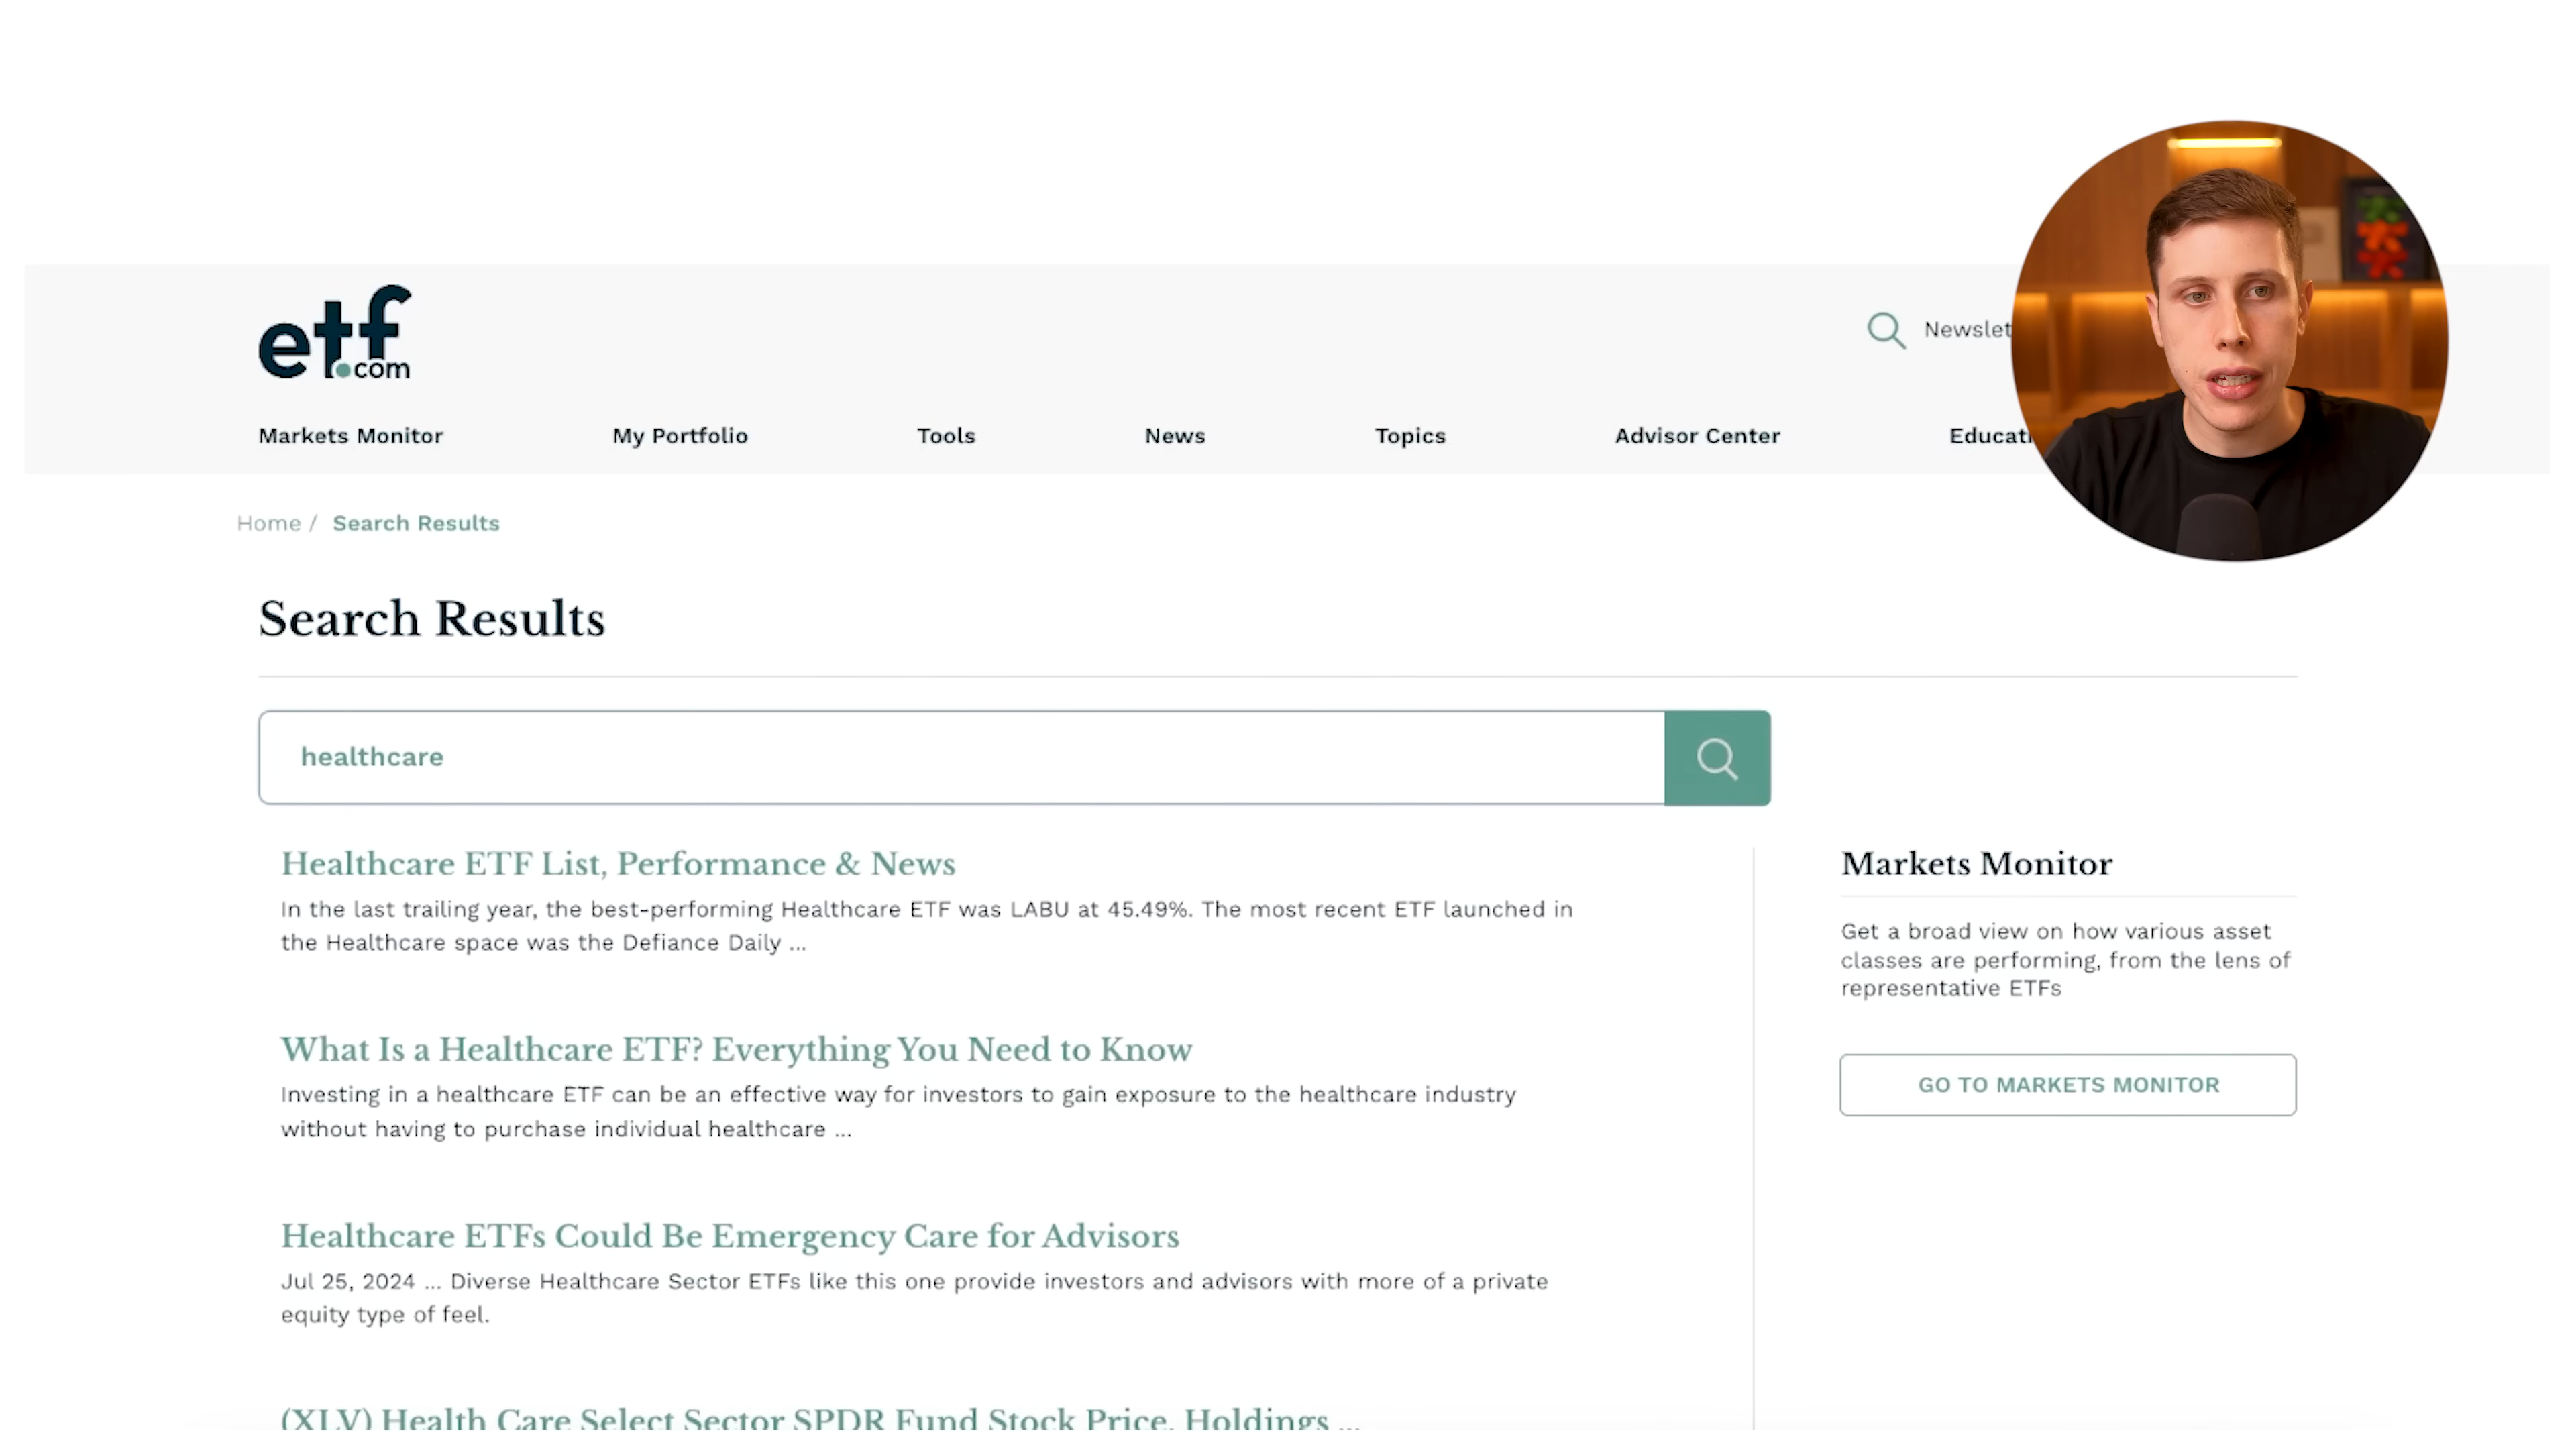 etf.com
Newslet
Markets Monitor
My Portfolio
Tools
News
Topics
Advisor Center
Educati
Home / Search Results
Search Results
healthcare
Healthcare ETF List, Performance & News
In the last trailing year, the best-performing Healthcare ETF was LABU at 45.49%. The most recent ETF launched in
the Healthcare space was the Defiance Daily ...
What Is a Healthcare ETF? Everything You Need to Know
Investing in a healthcare ETF can be an effective way for investors to gain exposure to the healthcare industry
without having to purchase individual healthcare ...
Healthcare ETFs Could Be Emergency Care for Advisors
Jul 25, 2024 ... Diverse Healthcare Sector ETFs like this one provide investors and advisors with more of a private
equity type of feel.
(XLV) Health Care Select Sector SPDR Fund Stock Price, Holdings ...
Markets Monitor
Get a broad view on how various asset
classes are performing, from the lens of
representative ETFs
GO TO MARKETS MONITOR